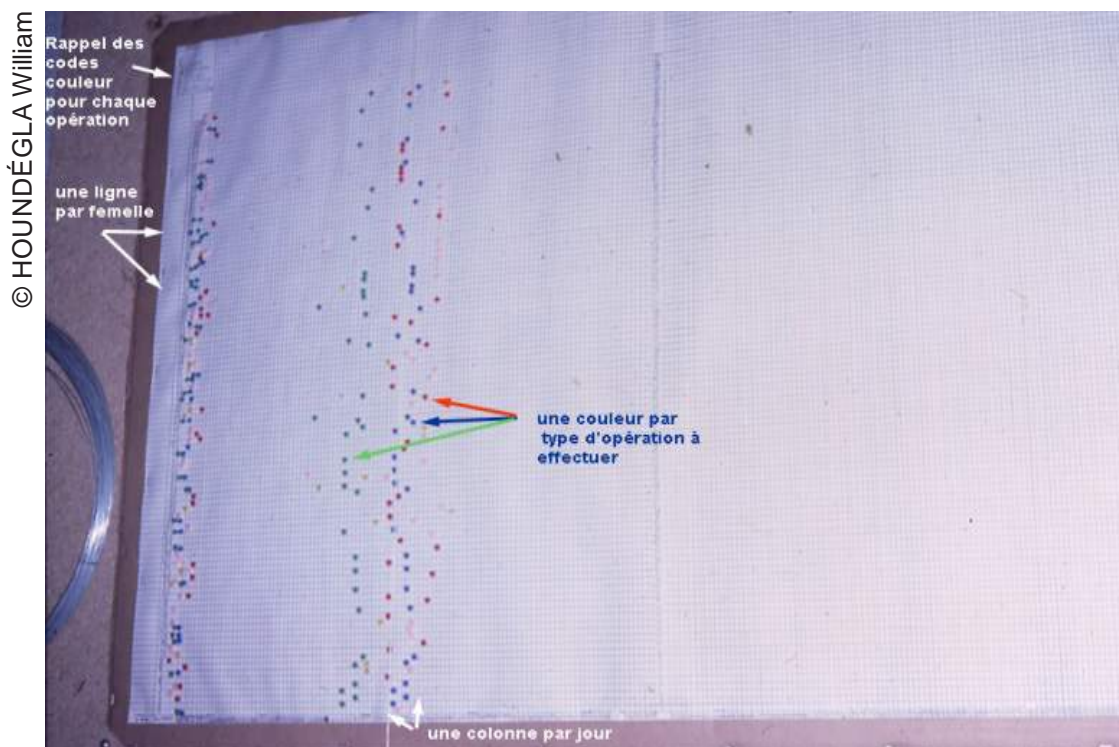 © HOUNDÉGLA William
Rappel des
codes
couleur
pour chaque
opération
une ligne
par femelle
une couleur par
type d'opération à
effectuer
une colonne par jour